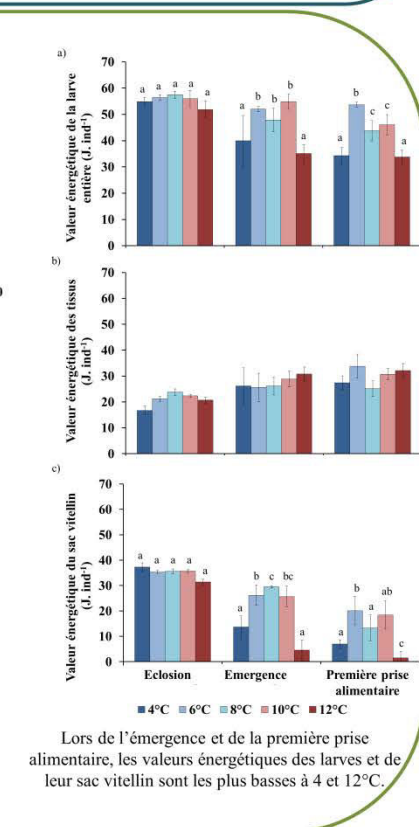 a)
70
60
50
40
30
20
10
0
Valeur énergétique de la larve
entière (J. ind⁻¹)
a a a a a
a b b b a
a b c c a
b)
70
60
50
40
30
20
10
0
Valeur énergétique des tissus
(J. ind⁻¹)
c)
70
60
50
40
30
20
10
0
Valeur énergétique du sac vitellin
(J. ind⁻¹)
a a a a a
a b c bc a
a b a ab c
Eclosion Emergence Première prise
alimentaire
4°C 6°C 8°C 10°C 12°C
Lors de l'émergence et de la première prise
alimentaire, les valeurs énergétiques des larves et de
leur sac vitellin sont les plus basses à 4 et 12°C.